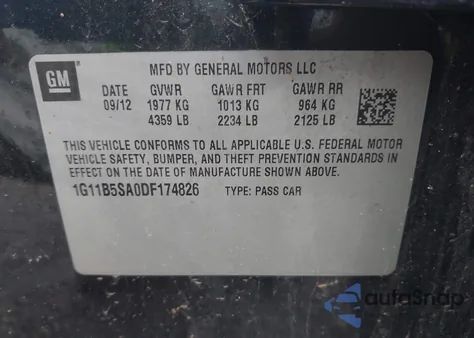 GM
MFD BY GENERAL MOTORS LLC
DATE GVWR GAWR FRT GAWR RR
09/12 1977 KG 1013 KG 964 KG
4359 LB 2234 LB 2125 LB
THIS VEHICLE CONFORMS TO ALL APPLICABLE U.S. FEDERAL MOTOR
VEHICLE SAFETY, BUMPER, AND THEFT PREVENTION STANDARDS IN
EFFECT ON THE DATE OF MANUFACTURE SHOWN ABOVE.
1G11B5SA0DF174826 TYPE: PASS CAR
autoSnap